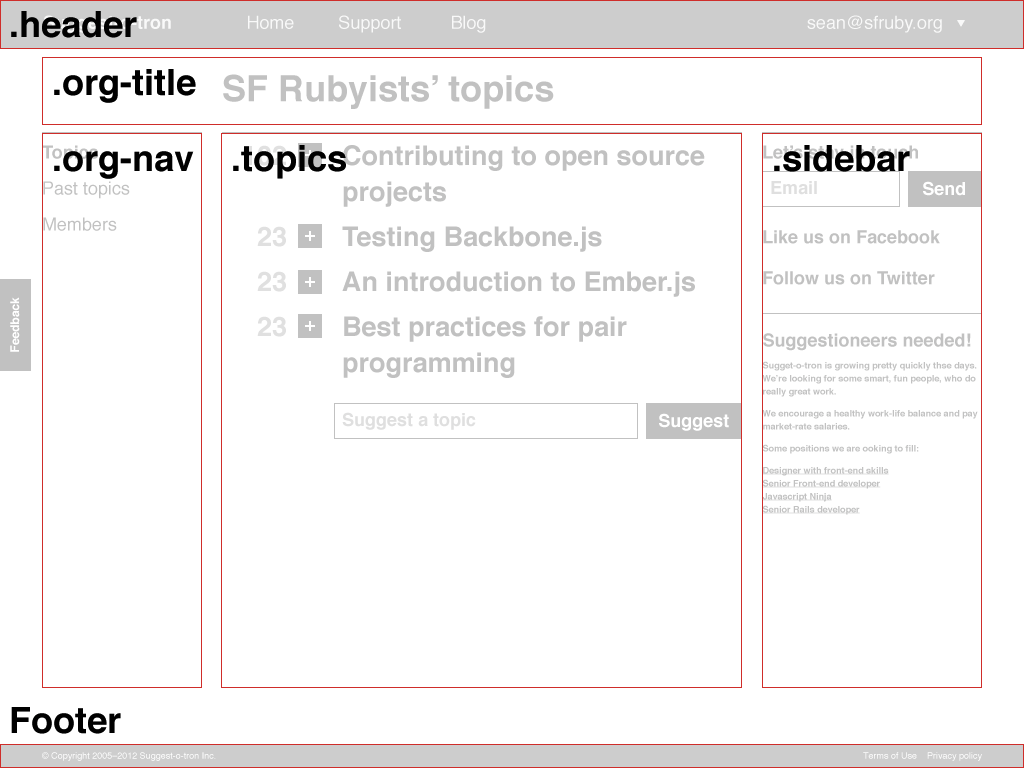 .header
tron Home Support Blog sean@sfruby.org ▼
.org-title SF Rubyists’ topics
Topics
.org-nav
Past topics
Members
.topics
Contributing to open source
projects
23 + Testing Backbone.js
23 + An introduction to Ember.js
23 + Best practices for pair
programming
Suggest a topic Suggest
.sidebar
Email Send
Like us on Facebook
Follow us on Twitter
Suggestioneers needed!
Sugget-o-tron is growing pretty quickly thse days.
We're looking for some smart, fun people, who do
really great work.
We encourage a healthy work-life balance and pay
market-rate salaries.
Some positions we are ooking to fill:
Designer with front-end skills
Senior Front-end developer
Javascript Ninja
Senior Rails developer
Feedback
Footer
© Copyright 2005–2012 Suggest-o-tron Inc. Terms of Use Privacy policy